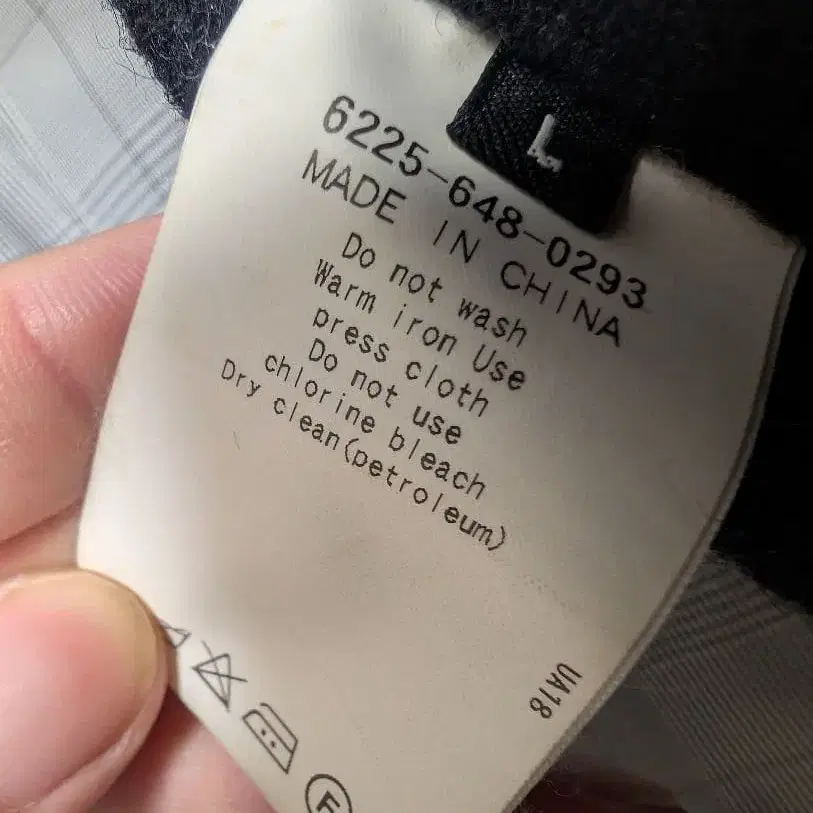 L
6225-648-0293
MADE IN CHINA
Do not wash
Warm iron Use
press cloth
Do not use
chlorine bleach
Dry clean(petroleum)
UA18
F